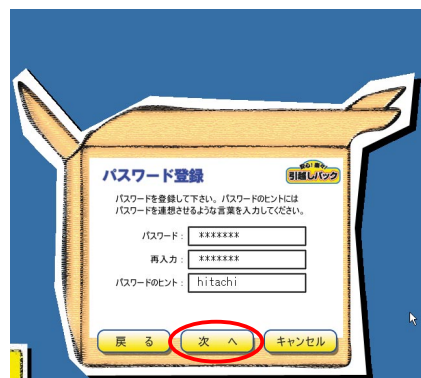 パスワード登録
安心!簡単!
引越しパック
パスワードを登録して下さい。パスワードのヒントには
パスワードを連想させるような言葉を入力してください。
パスワード: *******
再入力: *******
パスワードのヒント: hitachi
戻 る 次 へ キャンセル